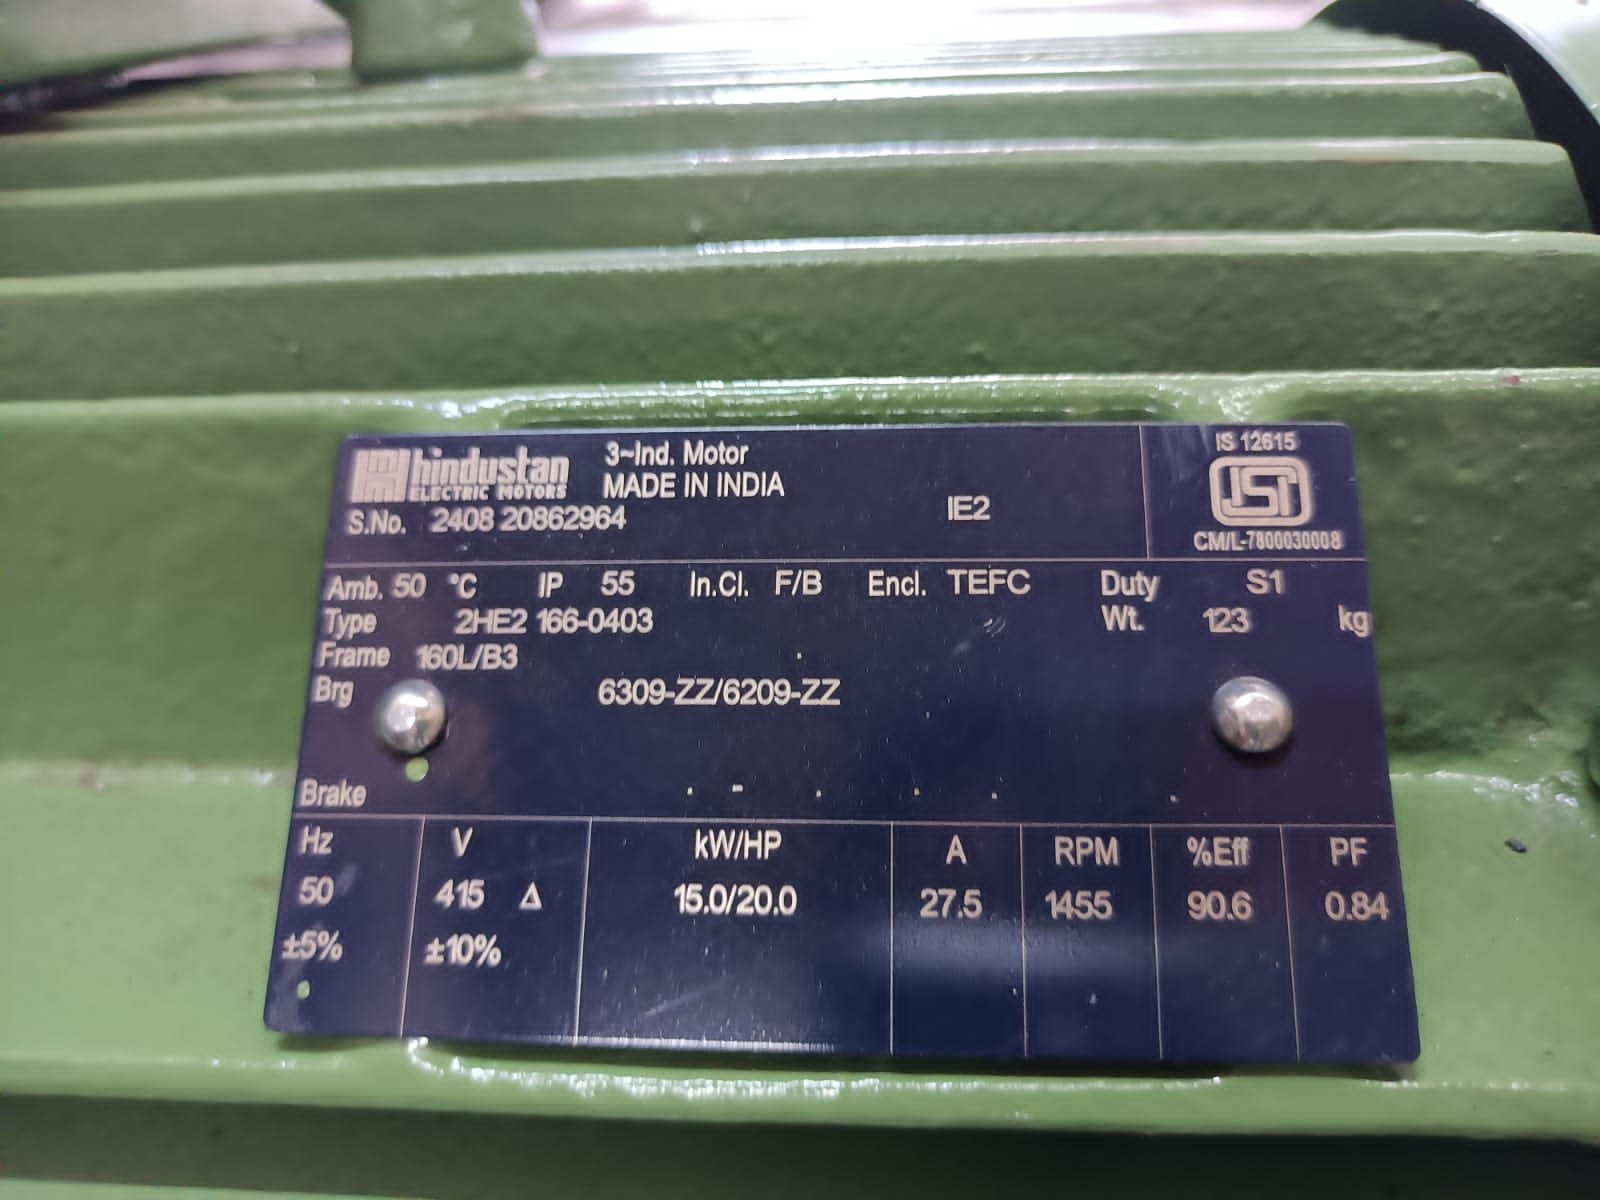 hindustan
ELECTRIC MOTORS
3~Ind. Motor
MADE IN INDIA
IE2
IS 12615
ISI
CM/L-7800030008
S.No. 2408 20862964
Amb. 50 °C IP 55 In.Cl. F/B Encl. TEFC Duty S1
Type 2HE2 166-0403 Wt. 123 kg
Frame 160L/B3
Brg 6309-ZZ/6209-ZZ
Brake -
Hz V kW/HP A RPM %Eff PF
50 415 Δ 15.0/20.0 27.5 1455 90.6 0.84
±5% ±10%